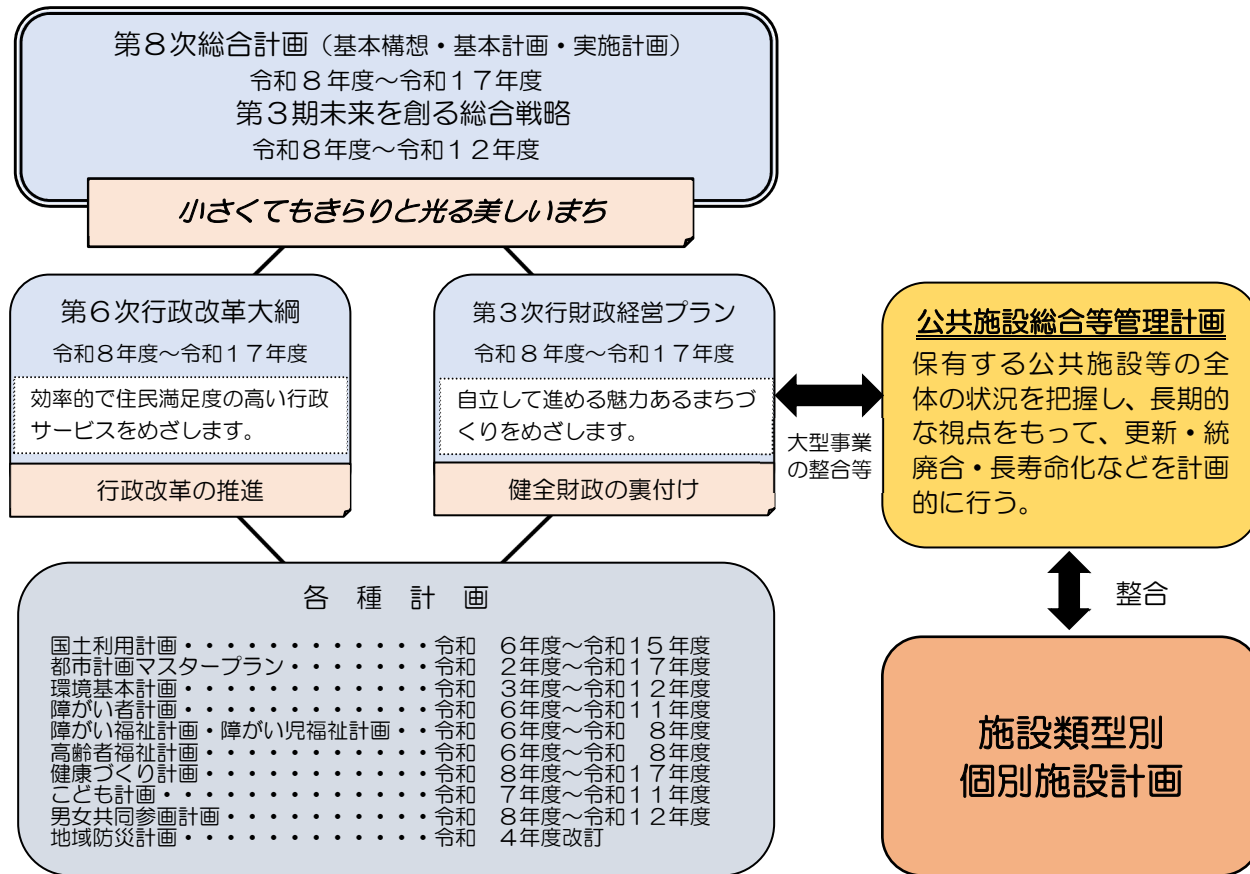 第８次総合計画（基本構想・基本計画・実施計画）
令和８年度～令和１７年度
第３期未来を創る総合戦略
令和８年度～令和１２年度
小さくてもきらりと光る美しいまち
第６次行政改革大綱
令和８年度～令和１７年度
効率的で住民満足度の高い行政
サービスをめざします。
行政改革の推進
第３次行財政経営プラン
令和８年度～令和１７年度
自立して進める魅力あるまちづ
くりをめざします。
健全財政の裏付け
大型事業
の整合等
公共施設総合等管理計画
保有する公共施設等の全
体の状況を把握し、長期的
な視点をもって、更新・統
廃合・長寿命化などを計画
的に行う。
整合
施設類型別
個別施設計画
各　種　計　画
国土利用計画・・・・・・・・・・・・・令和　６年度～令和１５年度
都市計画マスタープラン・・・・・・・令和　２年度～令和１７年度
環境基本計画・・・・・・・・・・・・令和　３年度～令和１２年度
障がい者計画・・・・・・・・・・・・令和　６年度～令和１１年度
障がい福祉計画・障がい児福祉計画・・令和　６年度～令和　８年度
高齢者福祉計画・・・・・・・・・・・令和　６年度～令和　８年度
健康づくり計画・・・・・・・・・・・令和　８年度～令和１７年度
こども計画・・・・・・・・・・・・・令和　７年度～令和１１年度
男女共同参画計画・・・・・・・・・・令和　８年度～令和１２年度
地域防災計画・・・・・・・・・・・・令和　４年度改訂